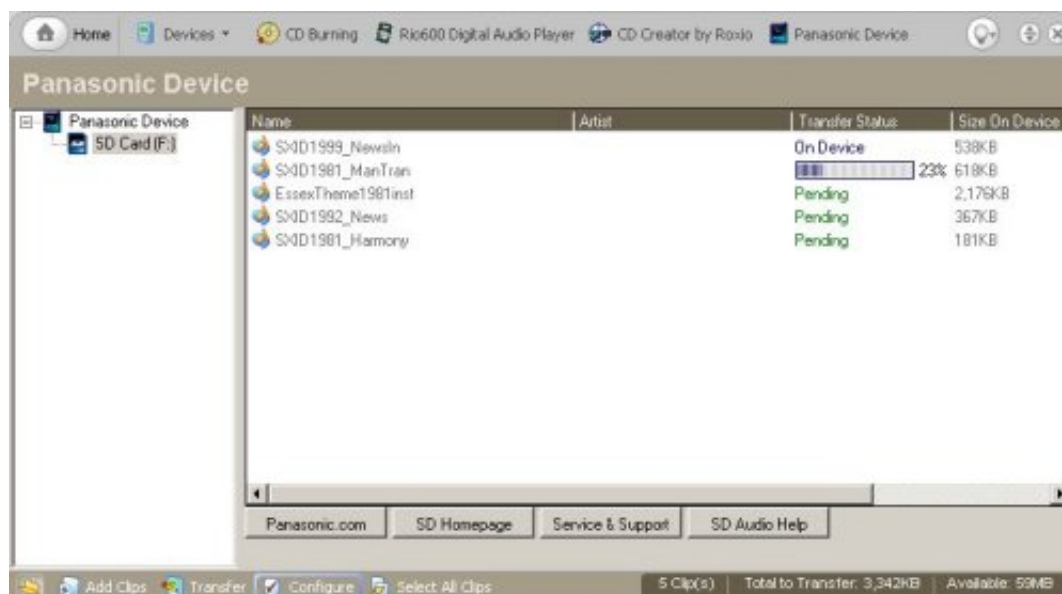 Home Devices CD Burning Rio600 Digital Audio Player CD Creator by Roxio Panasonic Device
Panasonic Device
Panasonic Device
SD Card (F:)
Name Artist Transfer Status Size On Device
SXID1999_NewsIn On Device 538KB
SXID1981_ManTran 23% 618KB
EssexTheme1981inst Pending 2,176KB
SXID1992_News Pending 367KB
SXID1981_Harmony Pending 181KB
Panasonic.com SD Homepage Service & Support SD Audio Help
Add Clips Transfer Configure Select All Clips 5 Clip(s) Total to Transfer: 3,342KB Available: 59MB